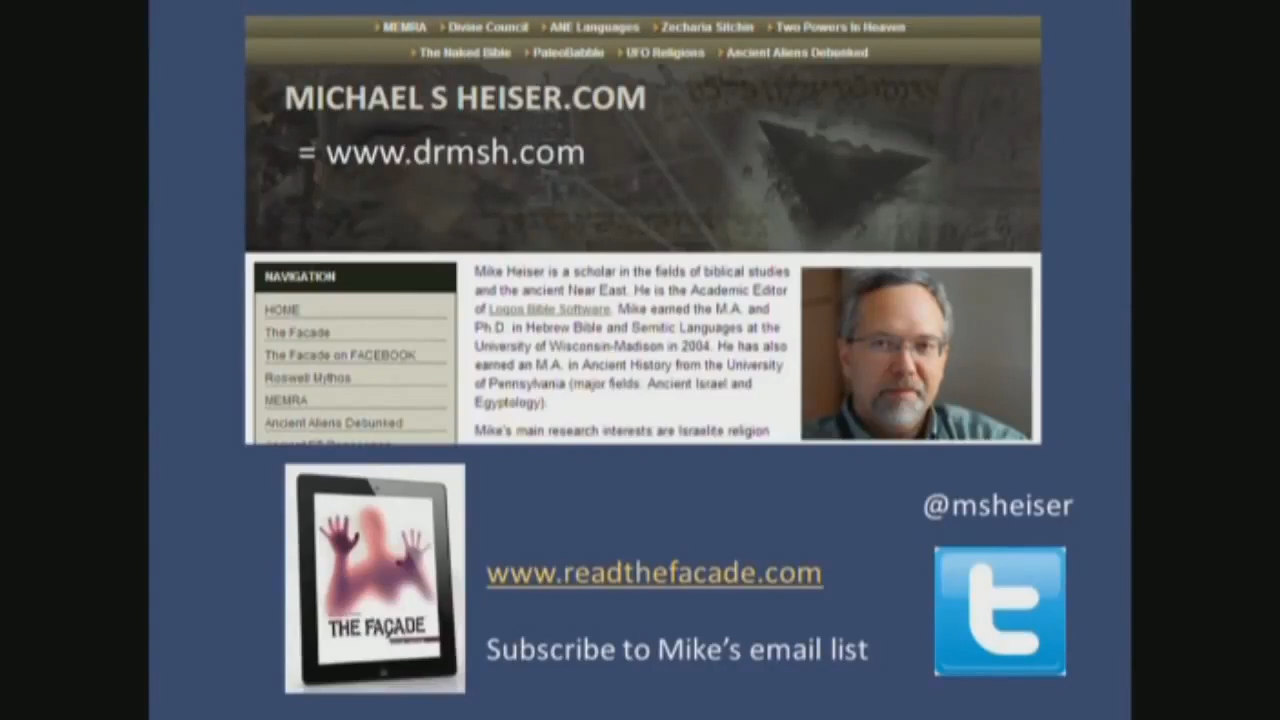 MEMRA Divine Council ANE Languages Zecharia Sitchin Two Powers in Heaven
The Naked Bible PaleoBabble UFO Religions Ancient Aliens Debunked
MICHAEL S HEISER.COM
= www.drmsh.com
NAVIGATION
HOME
The Facade
The Facade on FACEBOOK
Roswell Mythos
MEMRA
Ancient Aliens Debunked
Mike Heiser is a scholar in the fields of biblical studies
and the ancient Near East. He is the Academic Editor
of Logos Bible Software. Mike earned the M.A. and
Ph.D. in Hebrew Bible and Semitic Languages at the
University of Wisconsin-Madison in 2004. He has also
earned an M.A. in Ancient History from the University
of Pennsylvania (major fields: Ancient Israel and
Egyptology).
Mike's main research interests are Israelite religion
THE FAÇADE
www.readthefacade.com
Subscribe to Mike's email list
@msheiser
t